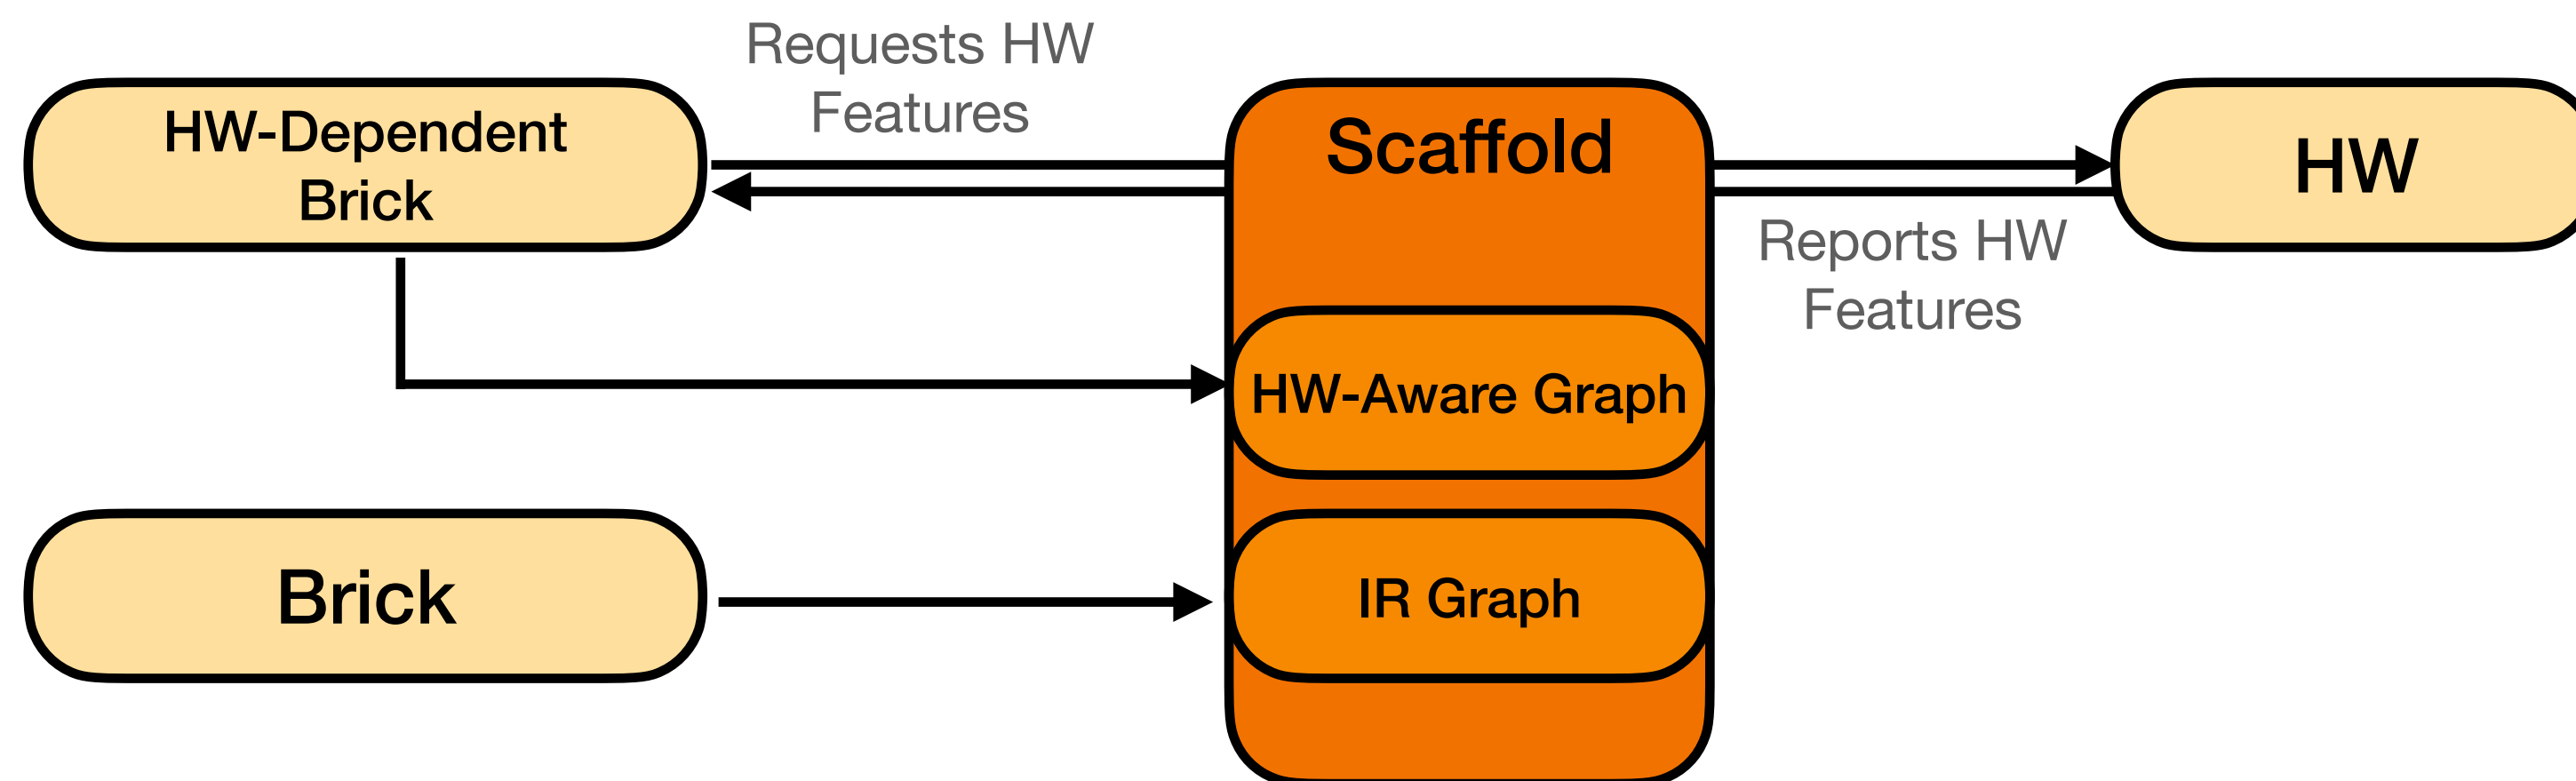 Requests HW
Features
HW-Dependent
Brick
Scaffold
HW
Reports HW
Features
HW-Aware Graph
Brick
IR Graph